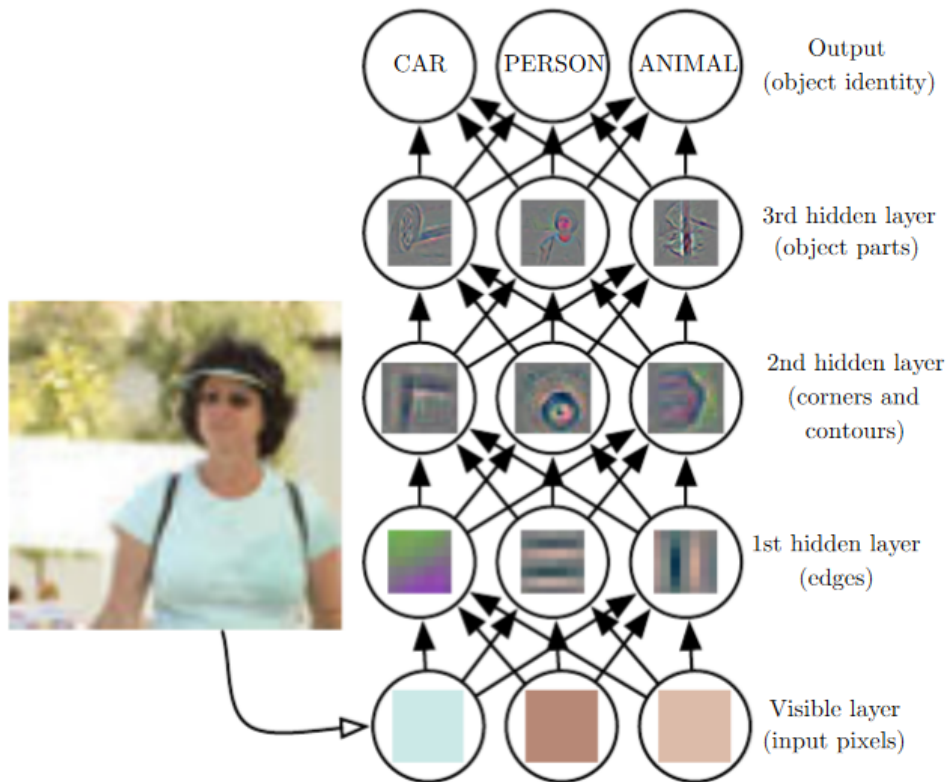 CAR
PERSON
ANIMAL
Output
(object identity)
3rd hidden layer
(object parts)
2nd hidden layer
(corners and
contours)
1st hidden layer
(edges)
Visible layer
(input pixels)